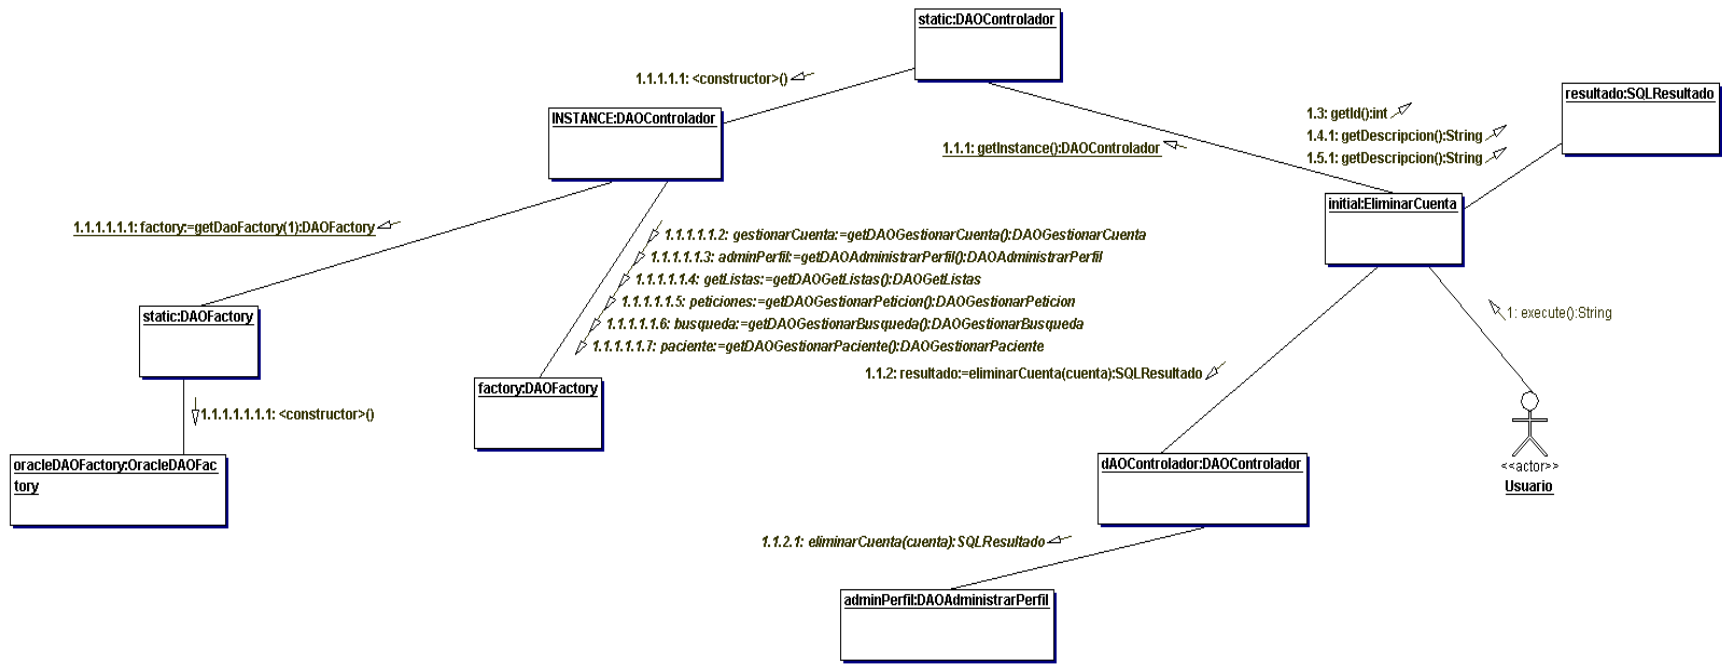 static:DAOControlador
1.1.1.1.1: <constructor>()
resultado:SQLResultado
INSTANCE:DAOControlador
1.3: getId():int
1.4.1: getDescripcion():String
1.1.1: getInstance():DAOControlador
1.5.1: getDescripcion():String
initial:EliminarCuenta
1.1.1.1.1.1: factory:=getDaoFactory(1):DAOFactory
1.1.1.1.1.2: gestionarCuenta:=getDAOGestionarCuenta():DAOGestionarCuenta
1.1.1.1.1.3: adminPerfil:=getDAOAdministrarPerfil():DAOAdministrarPerfil
1.1.1.1.1.4: getListas:=getDAOGetListas():DAOGetListas
1.1.1.1.1.5: peticiones:=getDAOGestionarPeticion():DAOGestionarPeticion
1.1.1.1.1.6: busqueda:=getDAOGestionarBusqueda():DAOGestionarBusqueda
1.1.1.1.1.7: paciente:=getDAOGestionarPaciente():DAOGestionarPaciente
1: execute():String
static:DAOFactory
1.1.2: resultado:=eliminarCuenta(cuenta):SQLResultado
factory:DAOFactory
1.1.1.1.1.1.1: <constructor>()
oracleDAOFactory:OracleDAOFac
tory
dAOControlador:DAOControlador
<<actor>>
Usuario
1.1.2.1: eliminarCuenta(cuenta):SQLResultado
adminPerfil:DAOAdministrarPerfil